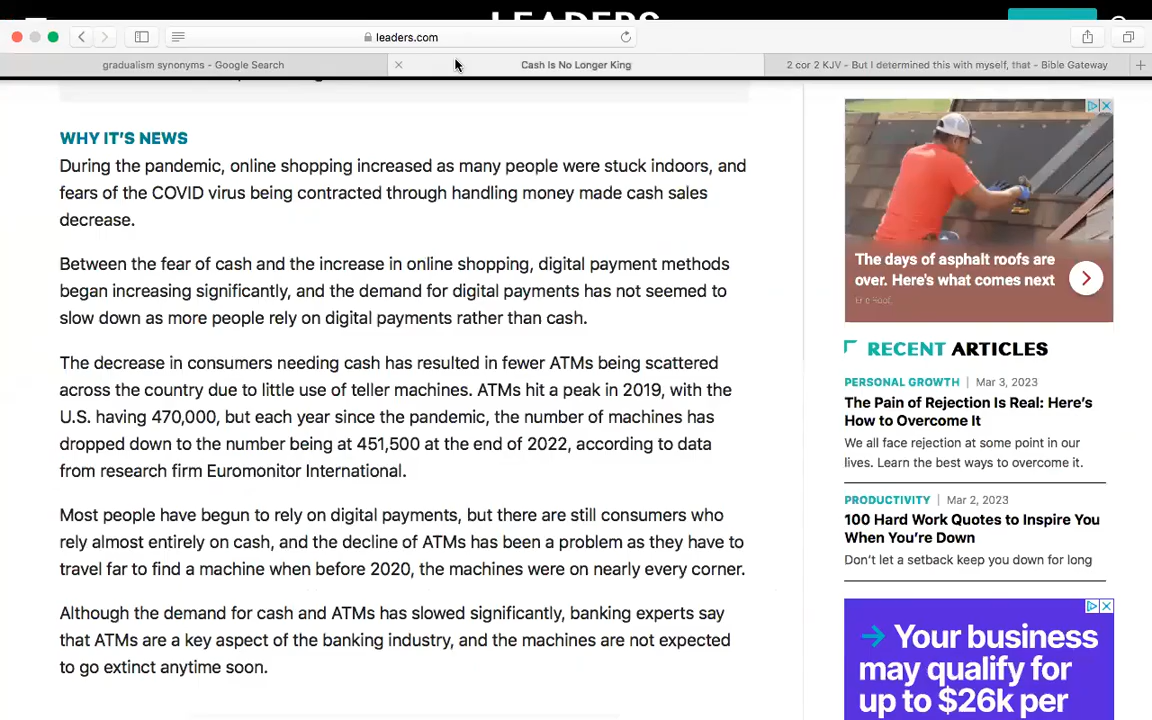 LEADERS
leaders.com
gradualism synonyms - Google Search
Cash Is No Longer King
2 cor 2 KJV - But I determined this with myself, that - Bible Gateway
WHY IT'S NEWS
During the pandemic, online shopping increased as many people were stuck indoors, and
fears of the COVID virus being contracted through handling money made cash sales
decrease.
Between the fear of cash and the increase in online shopping, digital payment methods
began increasing significantly, and the demand for digital payments has not seemed to
slow down as more people rely on digital payments rather than cash.
The decrease in consumers needing cash has resulted in fewer ATMs being scattered
across the country due to little use of teller machines. ATMs hit a peak in 2019, with the
U.S. having 470,000, but each year since the pandemic, the number of machines has
dropped down to the number being at 451,500 at the end of 2022, according to data
from research firm Euromonitor International.
Most people have begun to rely on digital payments, but there are still consumers who
rely almost entirely on cash, and the decline of ATMs has been a problem as they have to
travel far to find a machine when before 2020, the machines were on nearly every corner.
Although the demand for cash and ATMs has slowed significantly, banking experts say
that ATMs are a key aspect of the banking industry, and the machines are not expected
to go extinct anytime soon.
The days of asphalt roofs are
over. Here's what comes next
Erie Roof.
RECENT ARTICLES
PERSONAL GROWTH | Mar 3, 2023
The Pain of Rejection Is Real: Here's
How to Overcome It
We all face rejection at some point in our
lives. Learn the best ways to overcome it.
PRODUCTIVITY | Mar 2, 2023
100 Hard Work Quotes to Inspire You
When You're Down
Don't let a setback keep you down for long
Your business
may qualify for
up to $26k per